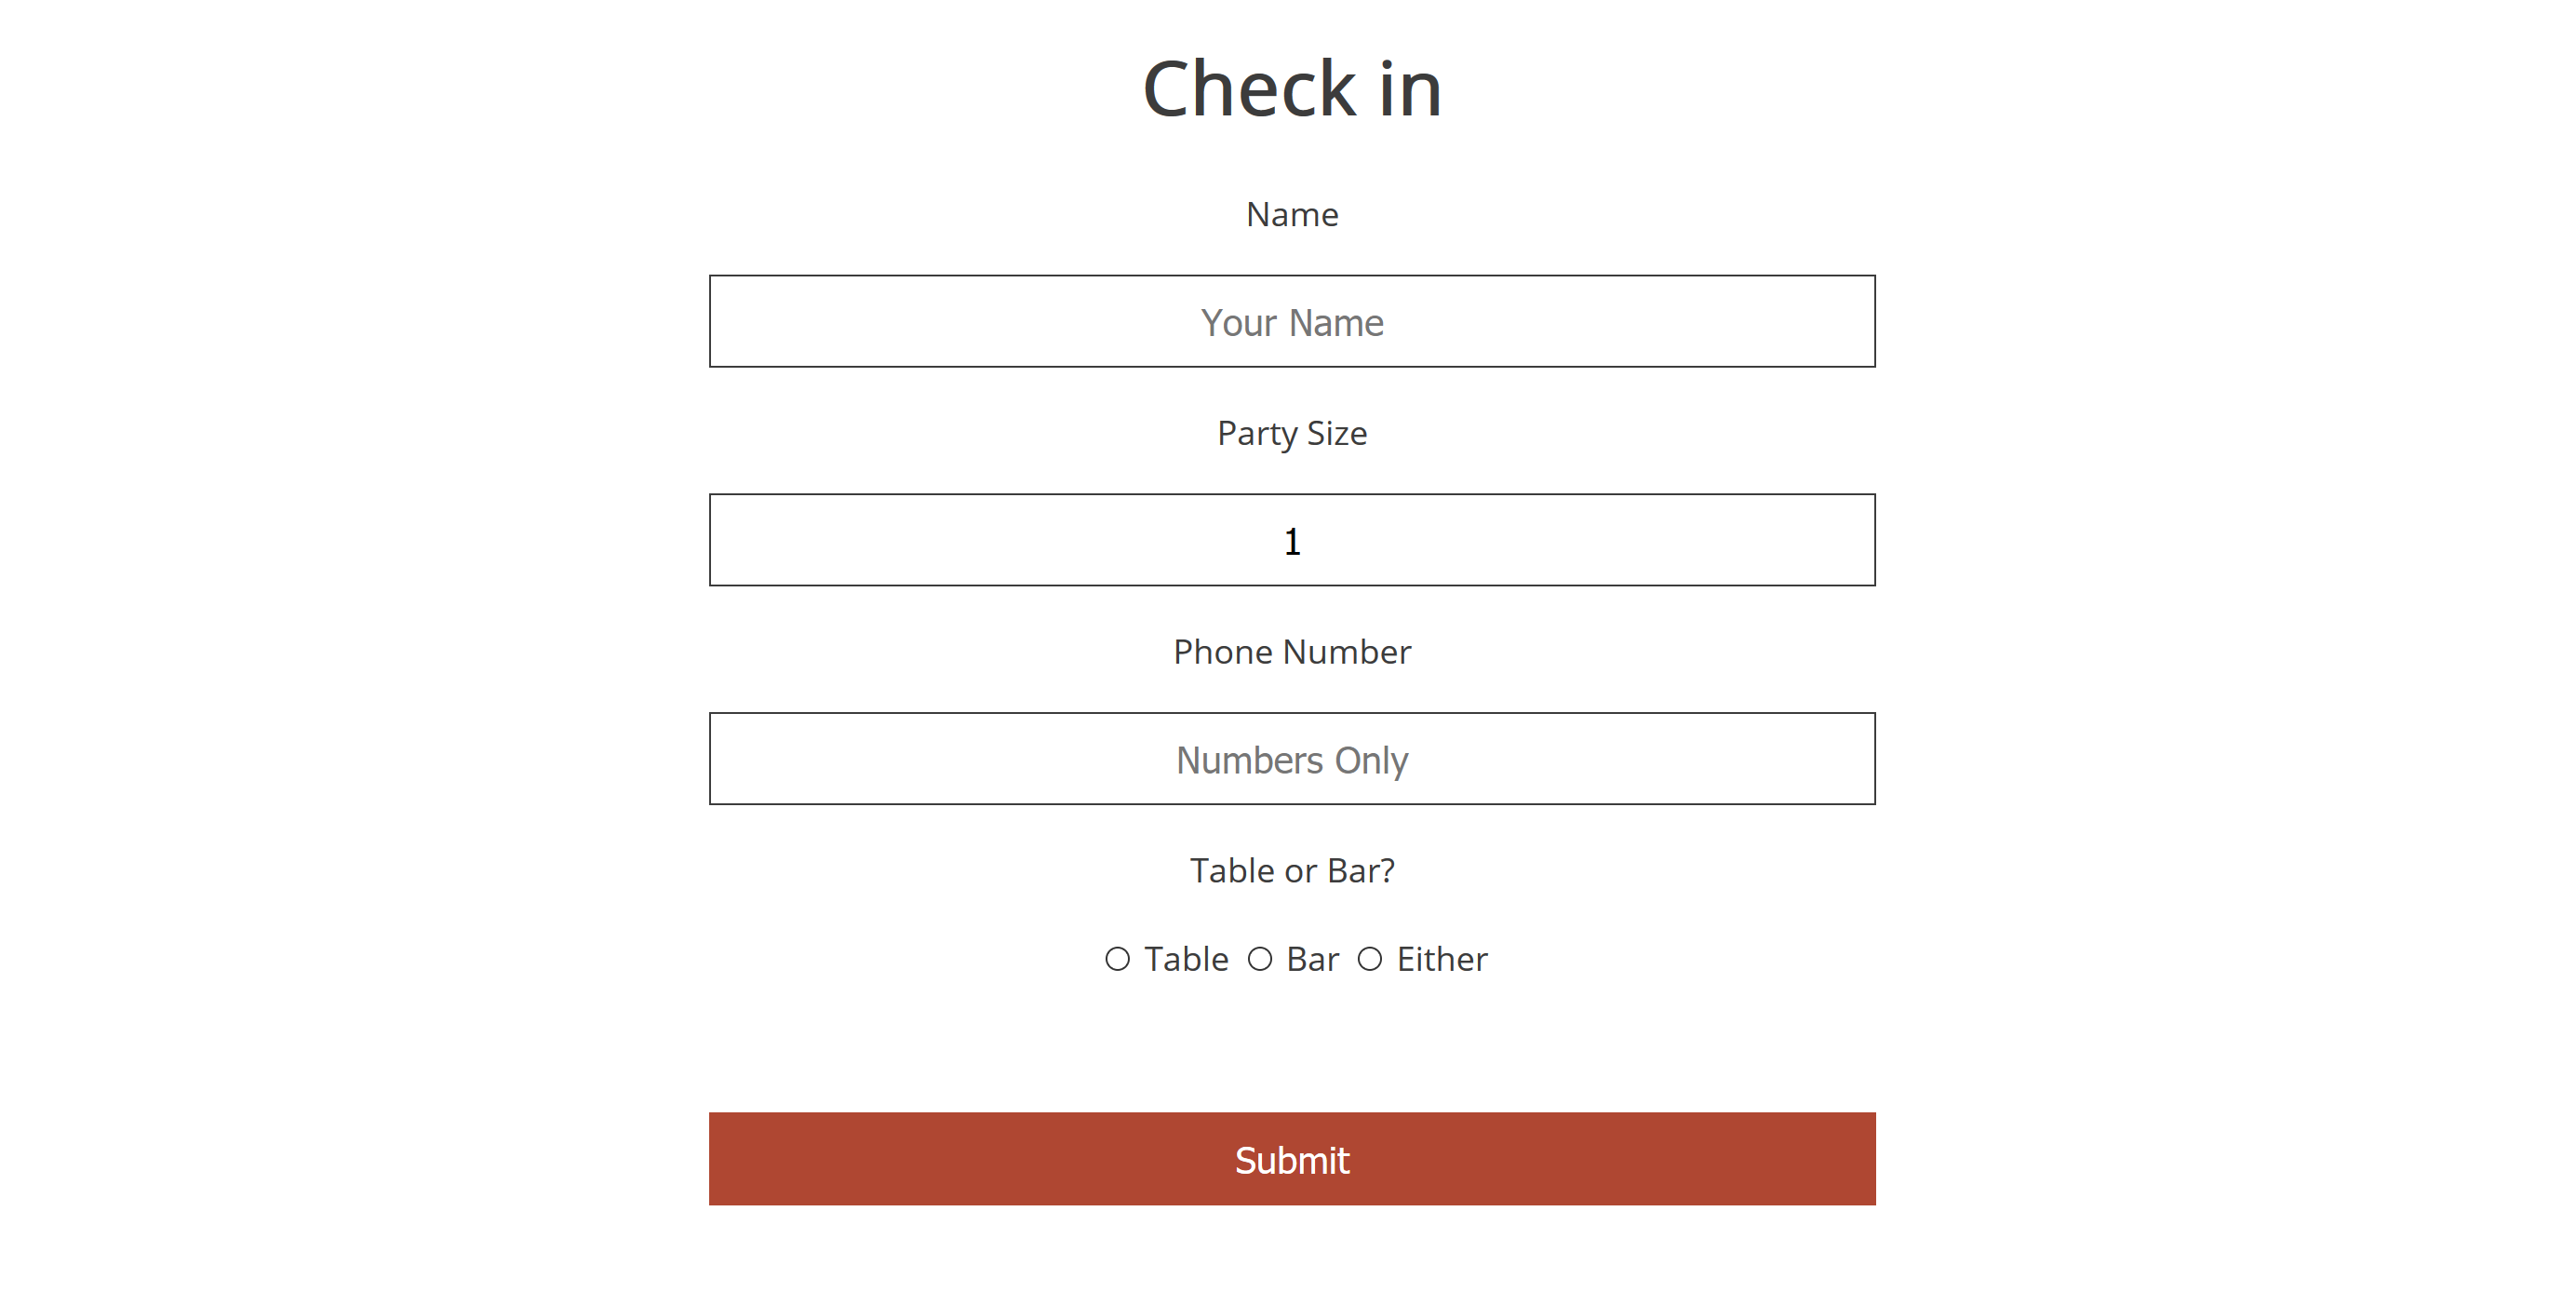 Check in
Name
Your Name
Party Size
1
Phone Number
Numbers Only
Table or Bar?
Table Bar Either
Submit